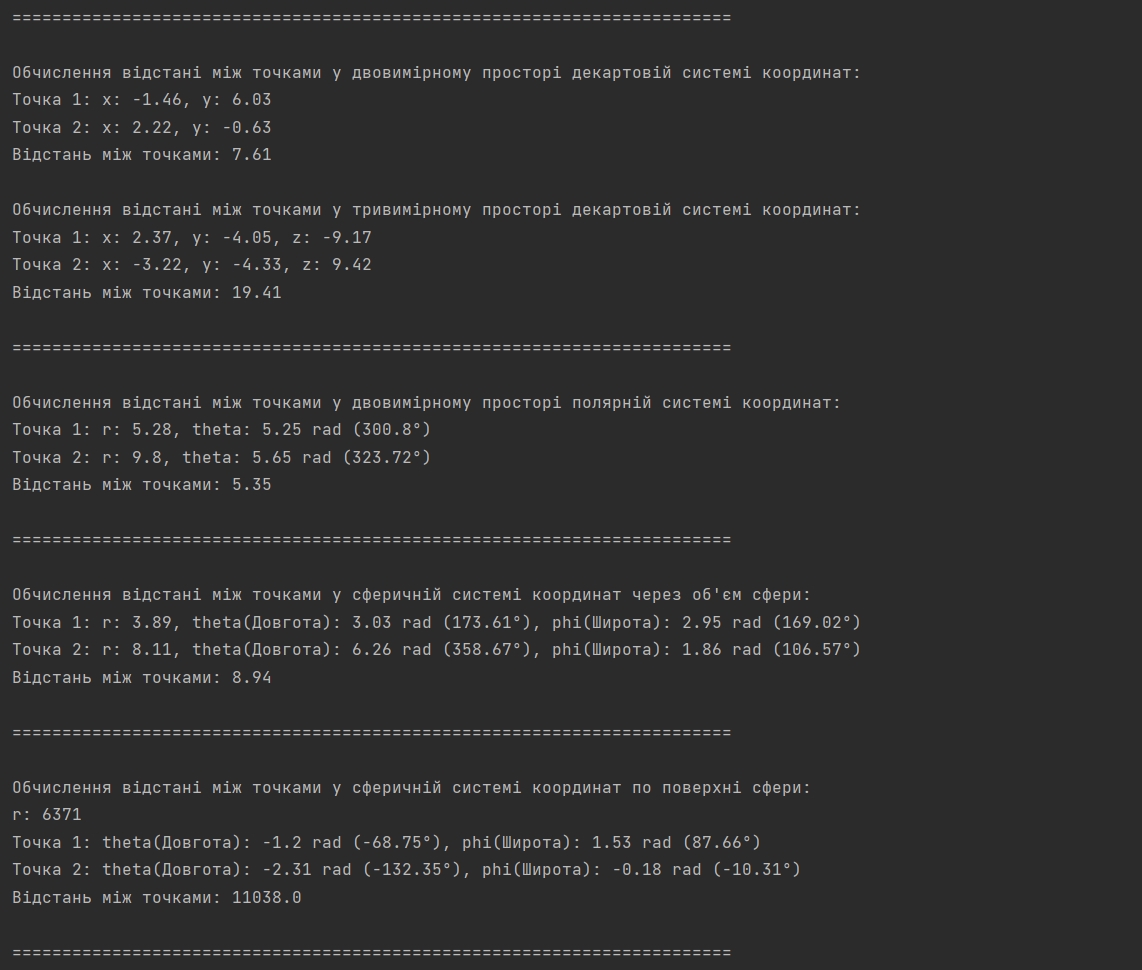 ========================================================================
Обчислення відстані між точками у двовимірному просторі декартовій системі координат:
Точка 1: x: -1.46, y: 6.03
Точка 2: x: 2.22, y: -0.63
Відстань між точками: 7.61
Обчислення відстані між точками у тривимірному просторі декартовій системі координат:
Точка 1: x: 2.37, y: -4.05, z: -9.17
Точка 2: x: -3.22, y: -4.33, z: 9.42
Відстань між точками: 19.41
========================================================================
Обчислення відстані між точками у двовимірному просторі полярній системі координат:
Точка 1: r: 5.28, theta: 5.25 rad (300.8°)
Точка 2: r: 9.8, theta: 5.65 rad (323.72°)
Відстань між точками: 5.35
========================================================================
Обчислення відстані між точками у сферичній системі координат через об'єм сфери:
Точка 1: r: 3.89, theta(Довгота): 3.03 rad (173.61°), phi(Широта): 2.95 rad (169.02°)
Точка 2: r: 8.11, theta(Довгота): 6.26 rad (358.67°), phi(Широта): 1.86 rad (106.57°)
Відстань між точками: 8.94
========================================================================
Обчислення відстані між точками у сферичній системі координат по поверхні сфери:
r: 6371
Точка 1: theta(Довгота): -1.2 rad (-68.75°), phi(Широта): 1.53 rad (87.66°)
Точка 2: theta(Довгота): -2.31 rad (-132.35°), phi(Широта): -0.18 rad (-10.31°)
Відстань між точками: 11038.0
========================================================================